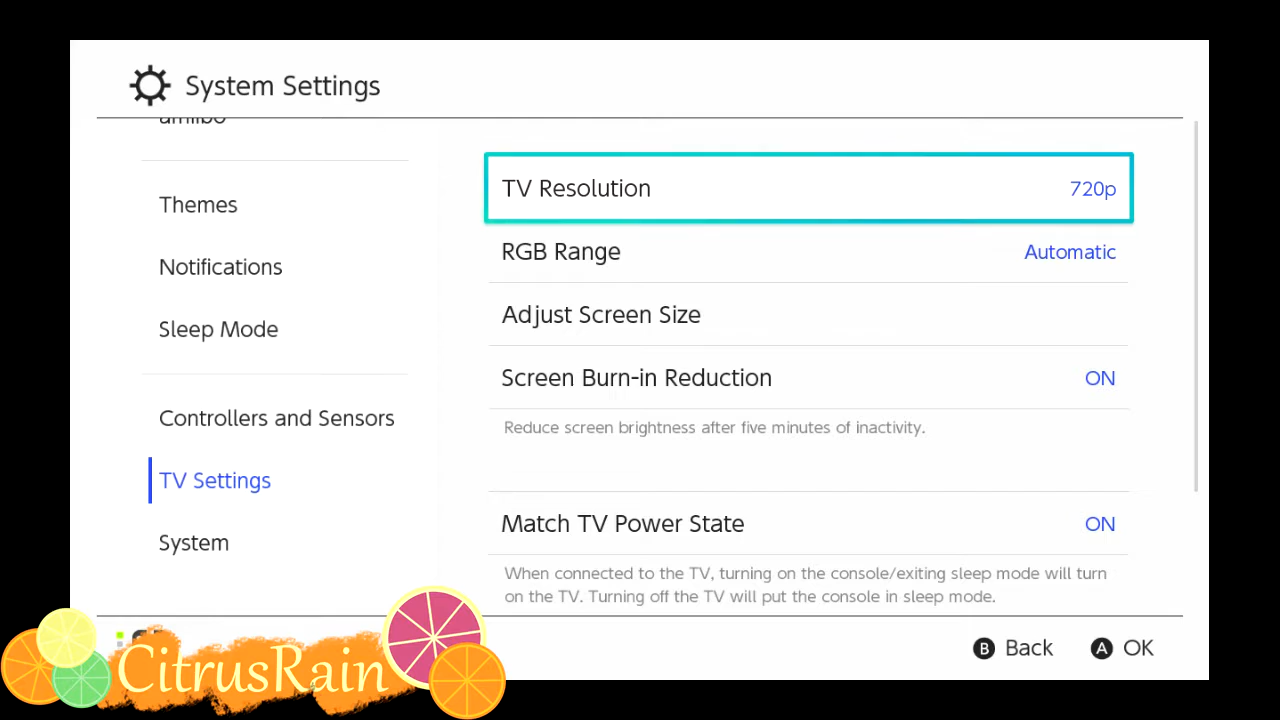 System Settings
amiibo
Themes
Notifications
Sleep Mode
Controllers and Sensors
TV Settings
System
TV Resolution 720p
RGB Range Automatic
Adjust Screen Size
Screen Burn-in Reduction ON
Reduce screen brightness after five minutes of inactivity.
Match TV Power State ON
When connected to the TV, turning on the console/exiting sleep mode will turn
on the TV. Turning off the TV will put the console in sleep mode.
B Back A OK
CitrusRain